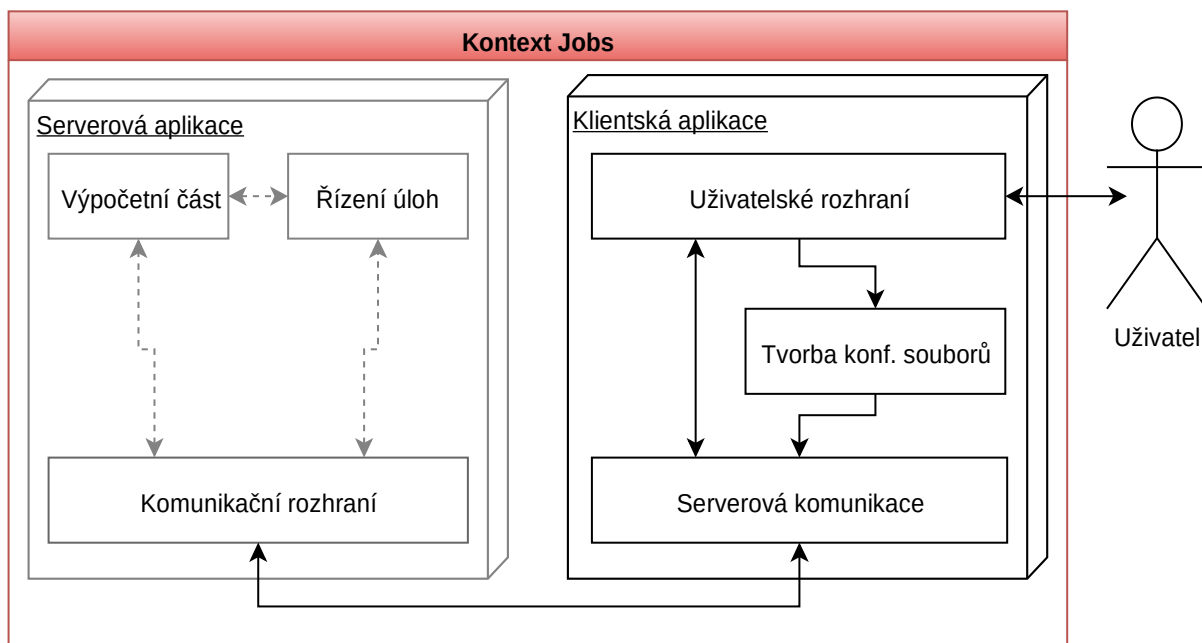 Kontext Jobs
Serverová aplikace
Výpočetní část
Řízení úloh
Komunikační rozhraní
Klientská aplikace
Uživatelské rozhraní
Tvorba konf. souborů
Serverová komunikace
Uživatel